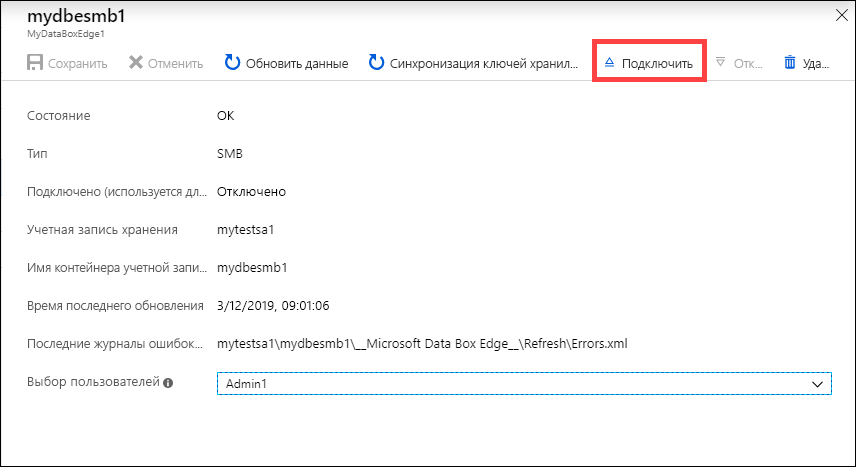 mydbesmb1
MyDataBoxEdge1
Сохранить Отменить Обновить данные Синхронизация ключей хранил... Подключить Отк... Уда...
Состояние OK
Тип SMB
Подключено (используется дл... Отключено
Учетная запись хранения mytestsa1
Имя контейнера учетной запи... mydbesmb1
Время последнего обновления 3/12/2019, 09:01:06
Последние журналы ошибок... mytestsa1\mydbesmb1\__Microsoft Data Box Edge__\Refresh\Errors.xml
Выбор пользователей Admin1